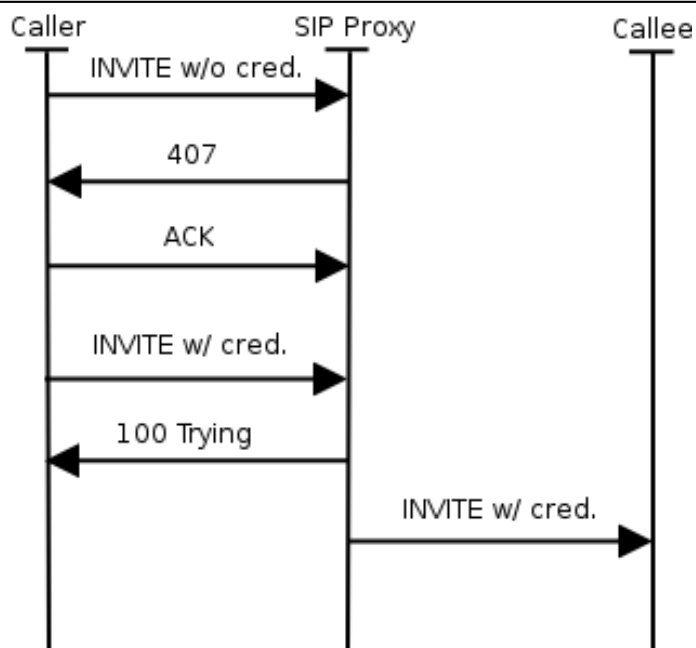 Caller
SIP Proxy
Callee
INVITE w/o cred.
407
ACK
INVITE w/ cred.
100 Trying
INVITE w/ cred.